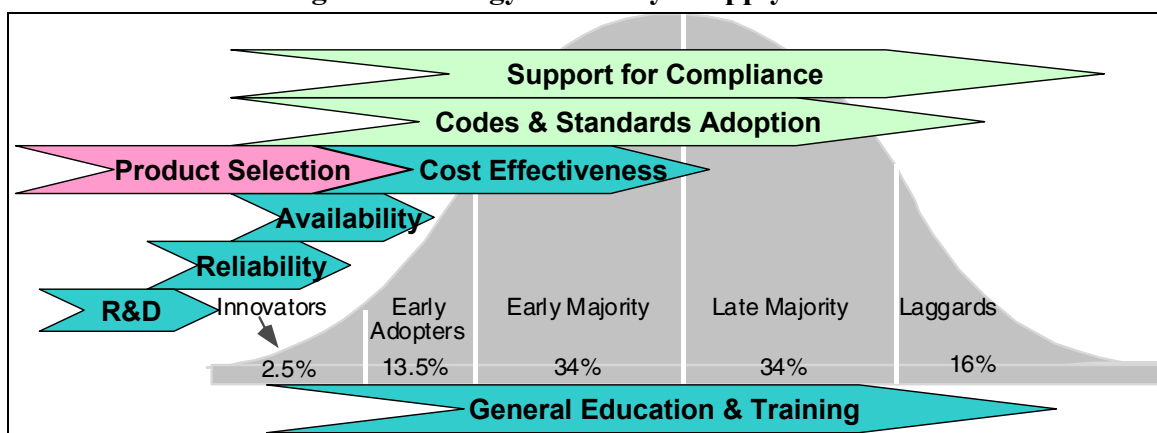 Support for Compliance
Codes & Standards Adoption
Product Selection
Cost Effectiveness
Availability
Reliability
R&D
Innovators
Early
Adopters
Early Majority
Late Majority
Laggards
2.5%
13.5%
34%
34%
16%
General Education & Training